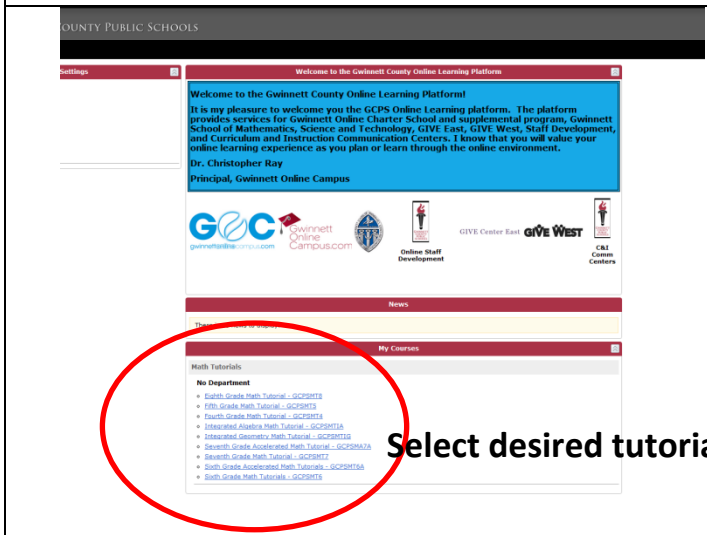 OUNTY PUBLIC SCHOOLS
Settings
Welcome to the Gwinnett County Online Learning Platform
Welcome to the Gwinnett County Online Learning Platform!
It is my pleasure to welcome you the GCPS Online Learning platform. The platform
provides services for Gwinnett Online Charter School and supplemental program, Gwinnett
School of Mathematics, Science and Technology, GIVE East, GIVE West, Staff Development,
and Curriculum and Instruction Communication Centers. I know that you will value your
online learning experience as you plan or learn through the online environment.
Dr. Christopher Ray
Principal, Gwinnett Online Campus
GOC
gwinnettonlinecampus.com
Gwinnett
Online
Campus.com
Online Staff
Development
GIVE Center East
GIVE WEST
C&I
Comm
Centers
News
My Courses
Math Tutorials
No Department
Eighth Grade Math Tutorial - GCPSMT8
Fifth Grade Math Tutorial - GCPSMT5
Fourth Grade Math Tutorial - GCPSMT4
Integrated Algebra Math Tutorial - GCPSMTIA
Integrated Geometry Math Tutorial - GCPSMTIG
Seventh Grade Accelerated Math Tutorial - GCPSMA7A
Seventh Grade Math Tutorial - GCPSMT7
Sixth Grade Accelerated Math Tutorials - GCPSMT6A
Sixth Grade Math Tutorials - GCPSMT6
Select desired tutoria